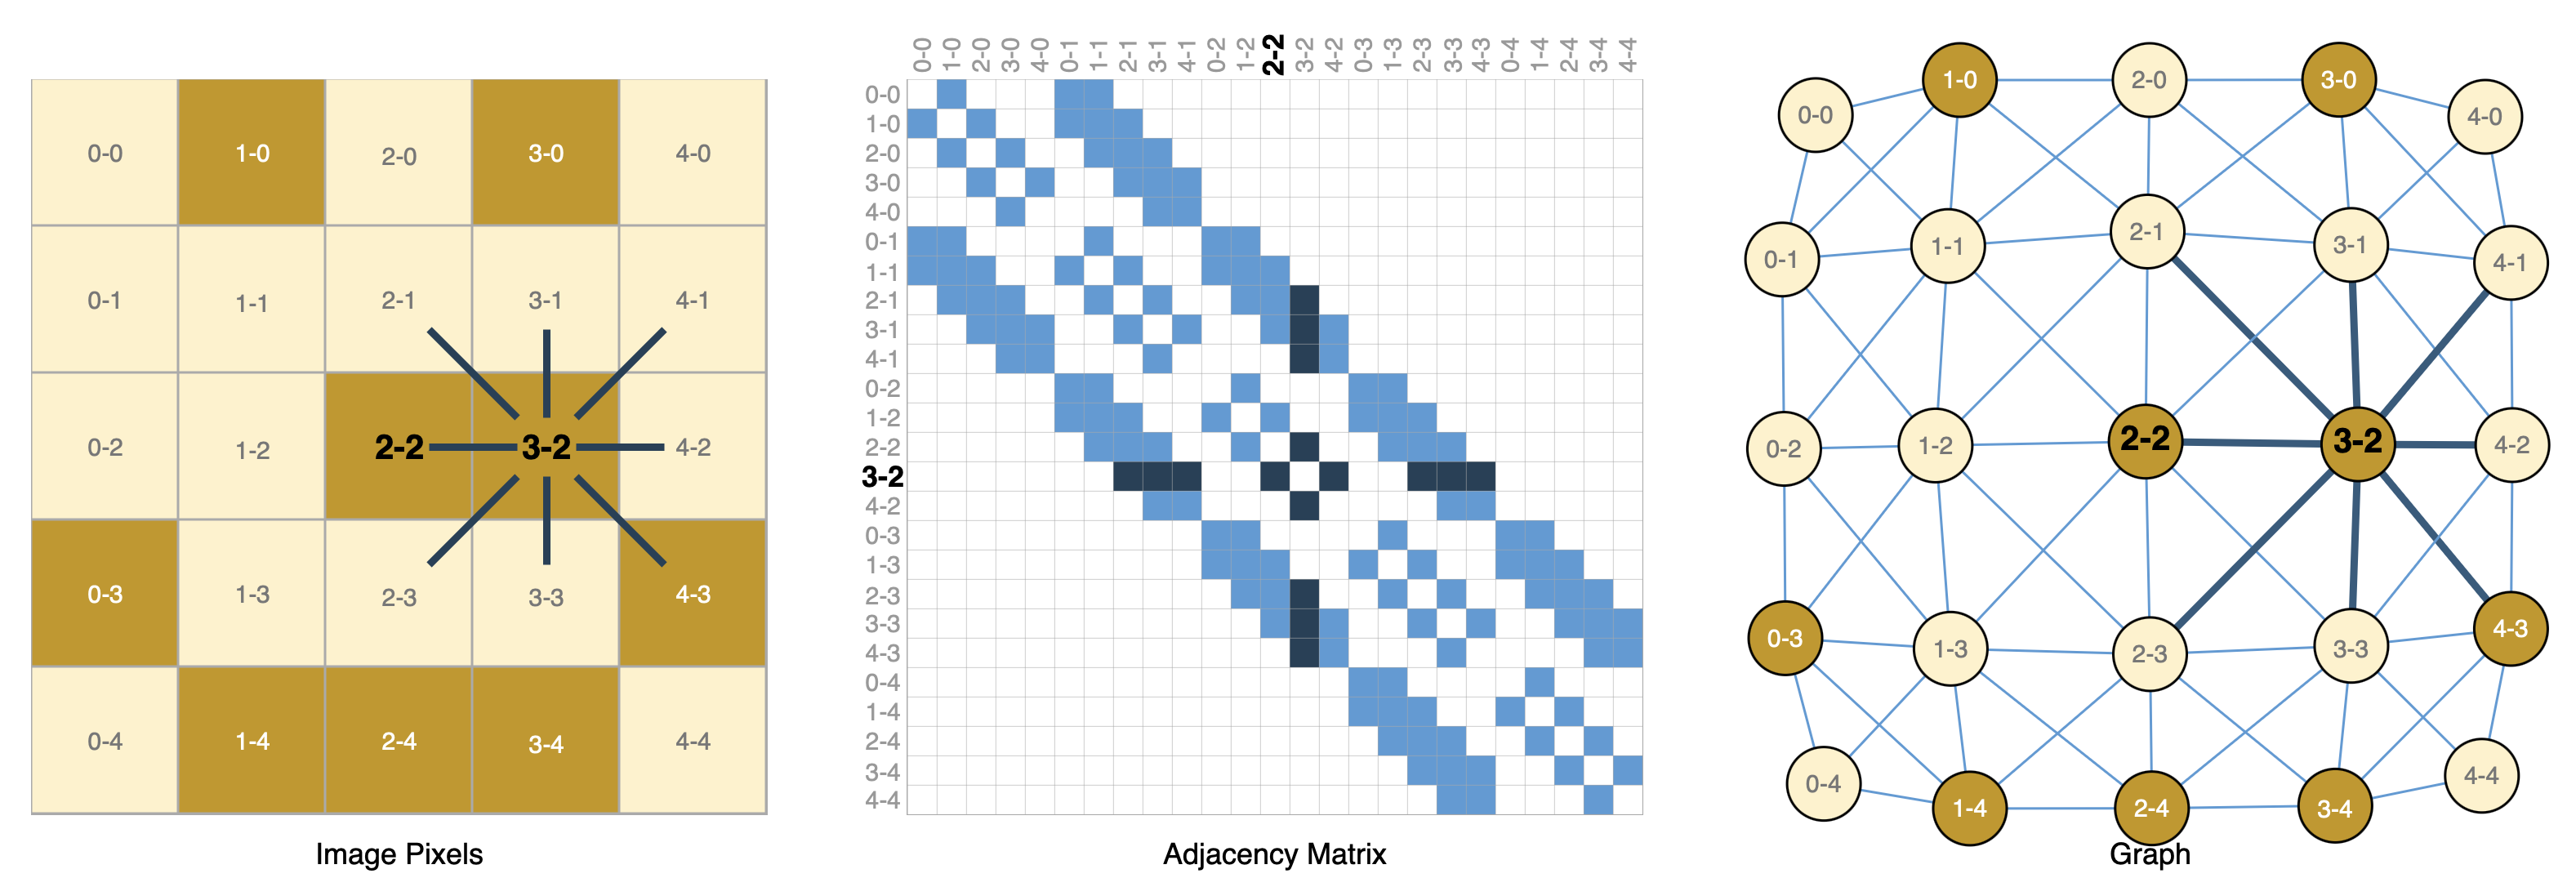 0-0 1-0 2-0 3-0 4-0
0-1 1-1 2-1 3-1 4-1
0-2 1-2 2-2 3-2 4-2
0-3 1-3 2-3 3-3 4-3
0-4 1-4 2-4 3-4 4-4
Image Pixels
0-0 1-0 2-0 3-0 4-0 0-1 1-1 2-1 3-1 4-1 0-2 1-2 2-2 3-2 4-2 0-3 1-3 2-3 3-3 4-3 0-4 1-4 2-4 3-4 4-4
0-0
1-0
2-0
3-0
4-0
0-1
1-1
2-1
3-1
4-1
0-2
1-2
2-2
3-2
4-2
0-3
1-3
2-3
3-3
4-3
0-4
1-4
2-4
3-4
4-4
Adjacency Matrix
0-0 1-0 2-0 3-0 4-0
0-1 1-1 2-1 3-1 4-1
0-2 1-2 2-2 3-2 4-2
0-3 1-3 2-3 3-3 4-3
0-4 1-4 2-4 3-4 4-4
Graph